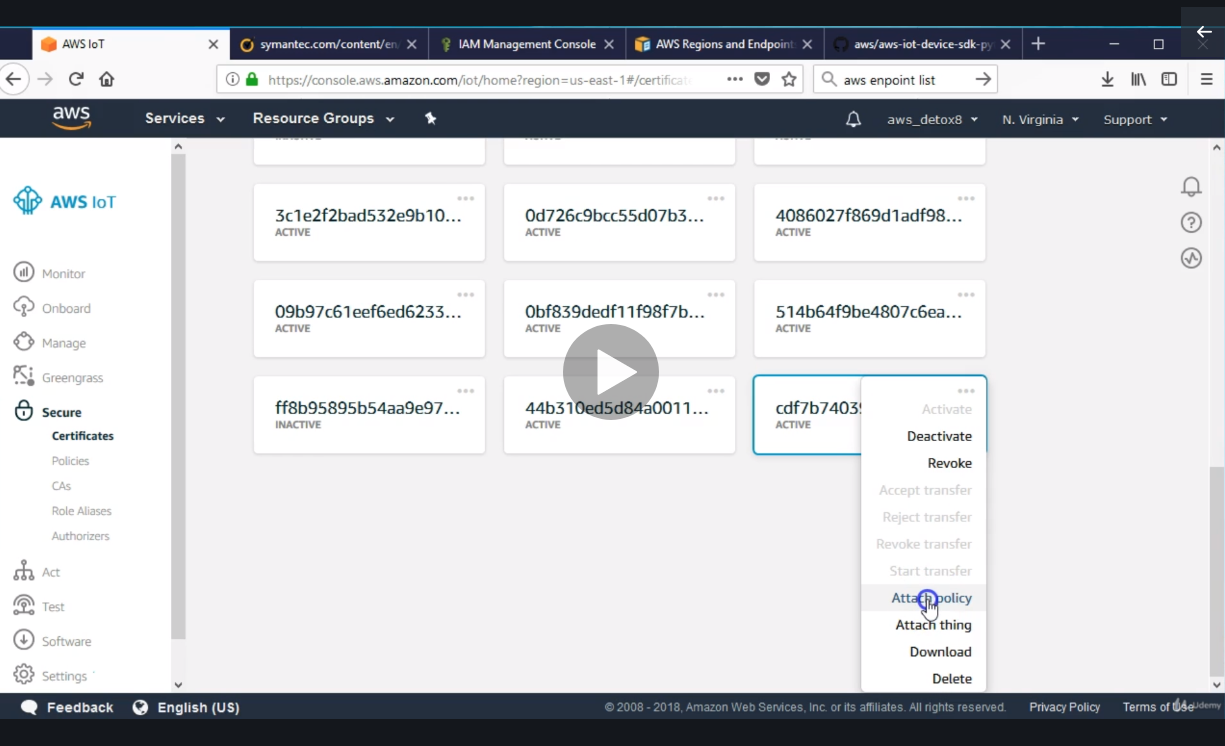 AWS IoT
symantec.com/content/en/
IAM Management Console
AWS Regions and Endpoint
aws/aws-iot-device-sdk-py
https://console.aws.amazon.com/iot/home?region=us-east-1#/certificat
aws enpoint list
aws
Services
Resource Groups
aws_detox8
N. Virginia
Support
AWS IoT
Monitor
Onboard
Manage
Greengrass
Secure
Certificates
Policies
CAs
Role Aliases
Authorizers
Act
Test
Software
Settings
3c1e2f2bad532e9b10...
ACTIVE
0d726c9bcc55d07b3...
ACTIVE
4086027f869d1adf98...
ACTIVE
09b97c61eef6ed6233...
ACTIVE
0bf839dedf11f98f7b...
ACTIVE
514b64f9be4807c6ea...
ACTIVE
ff8b95895b54aa9e97...
INACTIVE
44b310ed5d84a0011...
ACTIVE
cdf7b7403
ACTIVE
Activate
Deactivate
Revoke
Accept transfer
Reject transfer
Revoke transfer
Start transfer
Attach policy
Attach thing
Download
Delete
Feedback
English (US)
© 2008 - 2018, Amazon Web Services, Inc. or its affiliates. All rights reserved.
Privacy Policy
Terms of Use
Udemy